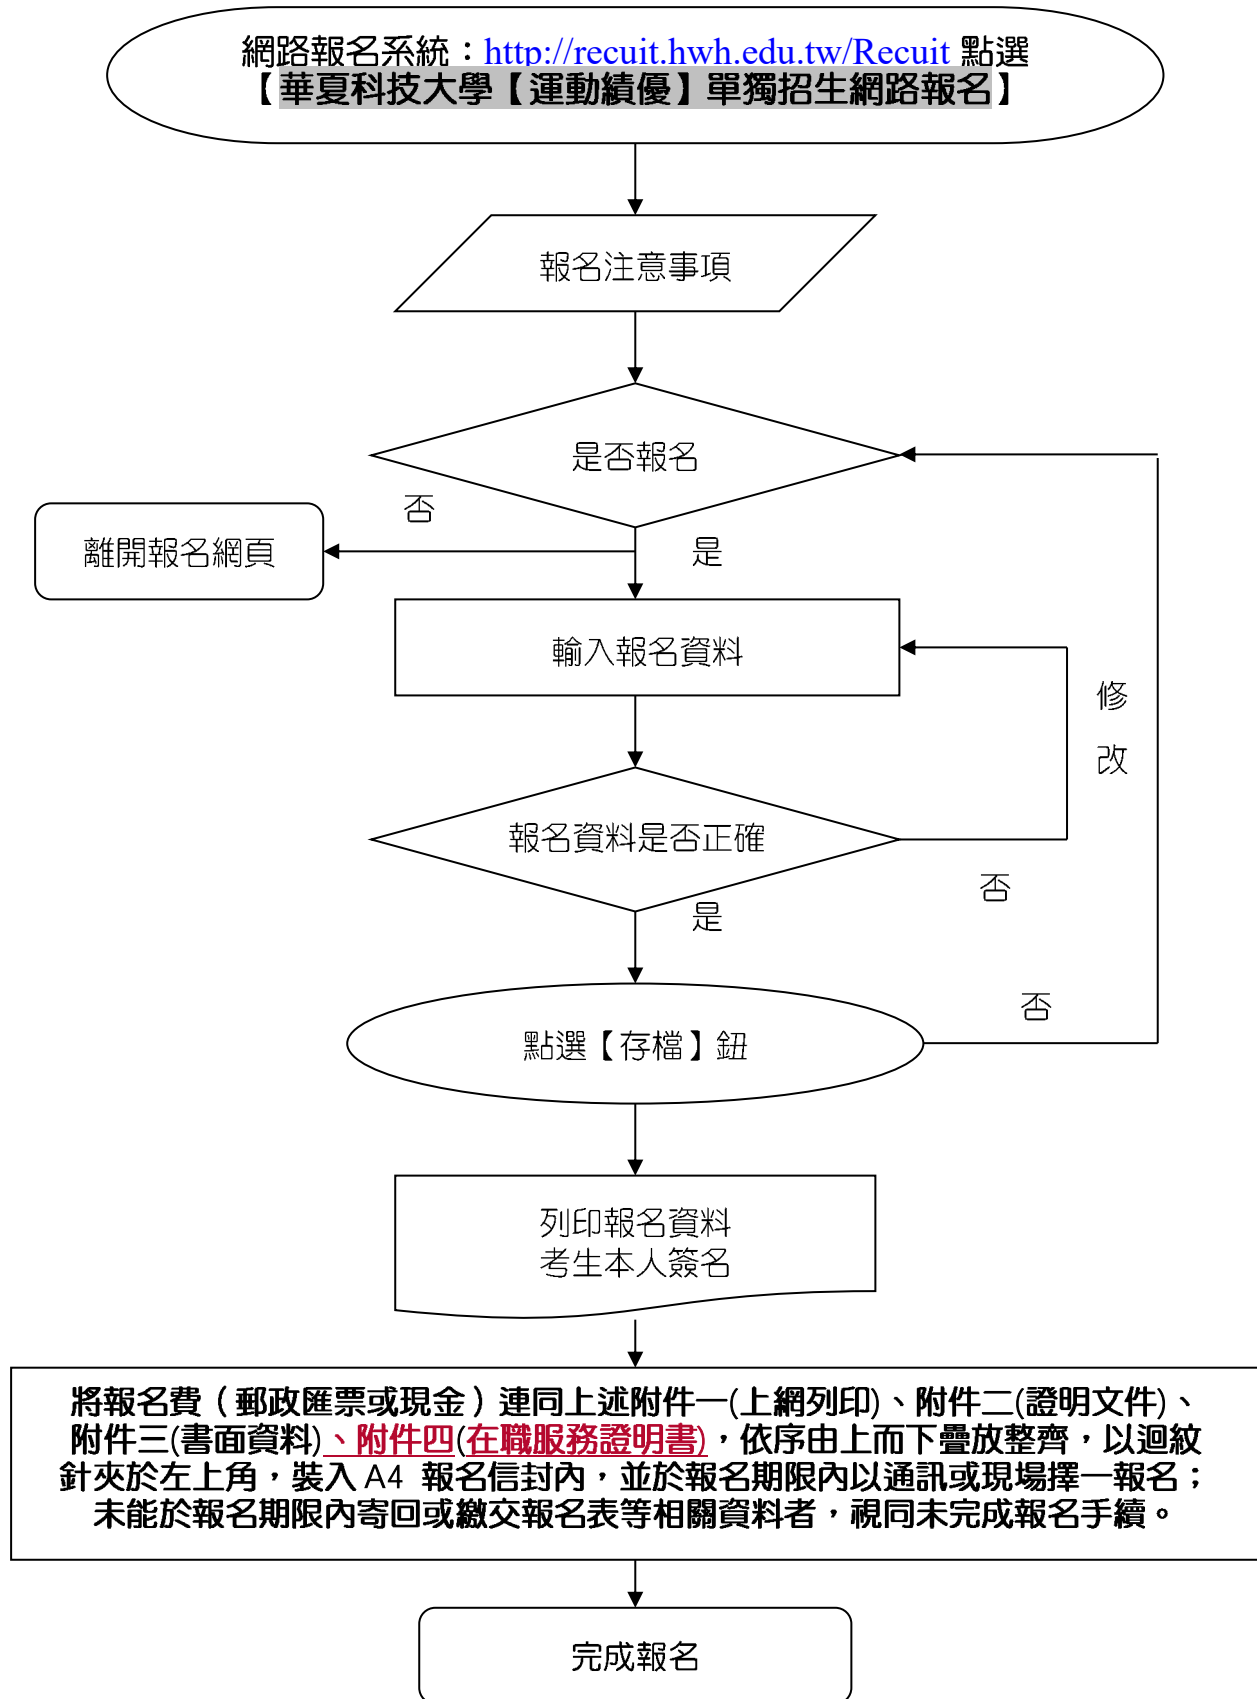 網路報名系統：http://recuit.hwh.edu.tw/Recuit 點選
【華夏科技大學【運動績優】單獨招生網路報名】
報名注意事項
是否報名
否
離開報名網頁
是
輸入報名資料
修
改
報名資料是否正確
否
是
否
點選【存檔】鈕
列印報名資料
考生本人簽名
將報名費（郵政匯票或現金）連同上述附件一(上網列印)、附件二(證明文件)、
附件三(書面資料)、附件四(在職服務證明書)，依序由上而下疊放整齊，以迴紋
針夾於左上角，裝入 A4 報名信封內，並於報名期限內以通訊或現場擇一報名；
未能於報名期限內寄回或繳交報名表等相關資料者，視同未完成報名手續。
完成報名